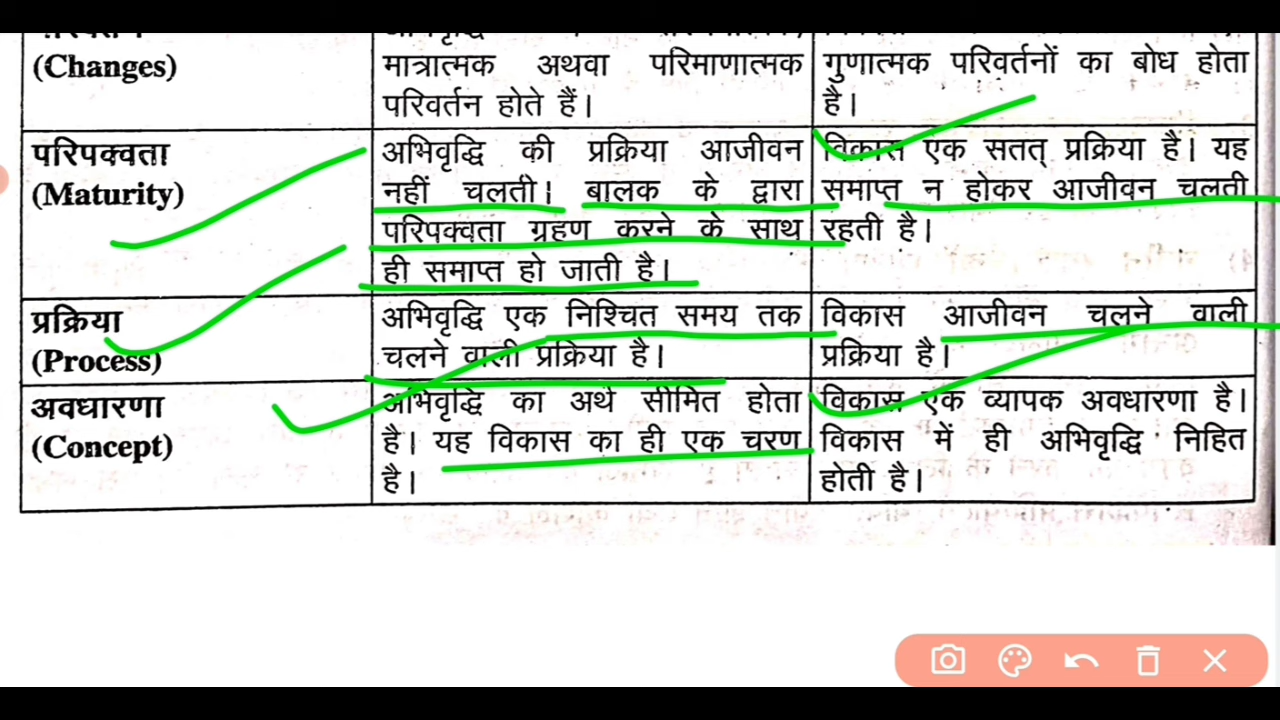 (Changes)
मात्रात्मक अथवा परिमाणात्मक
परिवर्तन होते हैं।
गुणात्मक परिवर्तनों का बोध होता
है।
परिपक्वता
(Maturity)
अभिवृद्धि की प्रक्रिया आजीवन
नहीं चलती। बालक के द्वारा
परिपक्वता ग्रहण करने के साथ
ही समाप्त हो जाती है।
विकास एक सतत् प्रक्रिया है। यह
समाप्त न होकर आजीवन चलती
रहती है।
प्रक्रिया
(Process)
अभिवृद्धि एक निश्चित समय तक
चलने वाली प्रक्रिया है।
विकास आजीवन चलने वाली
प्रक्रिया है।
अवधारणा
(Concept)
अभिवृद्धि का अर्थ सीमित होता
है। यह विकास का ही एक चरण
है।
विकास एक व्यापक अवधारणा है।
विकास में ही अभिवृद्धि निहित
होती है।